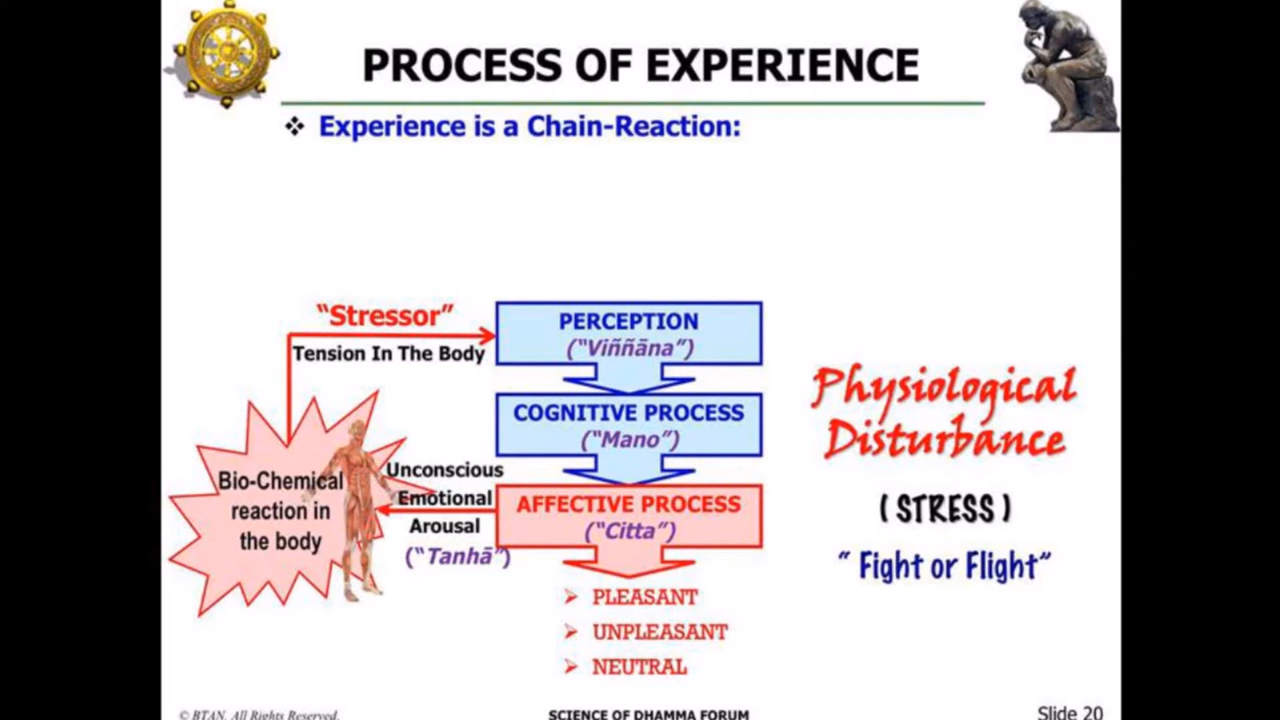 PROCESS OF EXPERIENCE
❖ Experience is a Chain-Reaction:
“Stressor”
Tension In The Body
PERCEPTION
(“Viññāna”)
COGNITIVE PROCESS
(“Mano”)
AFFECTIVE PROCESS
(“Citta”)
Unconscious
Emotional
Arousal
(“Tanhā”)
Bio-Chemical
reaction in
the body
➢ PLEASANT
➢ UNPLEASANT
➢ NEUTRAL
Physiological
Disturbance
( STRESS )
“ Fight or Flight“
© BTAN. All Rights Reserved.
SCIENCE OF DHAMMA FORUM
Slide 20